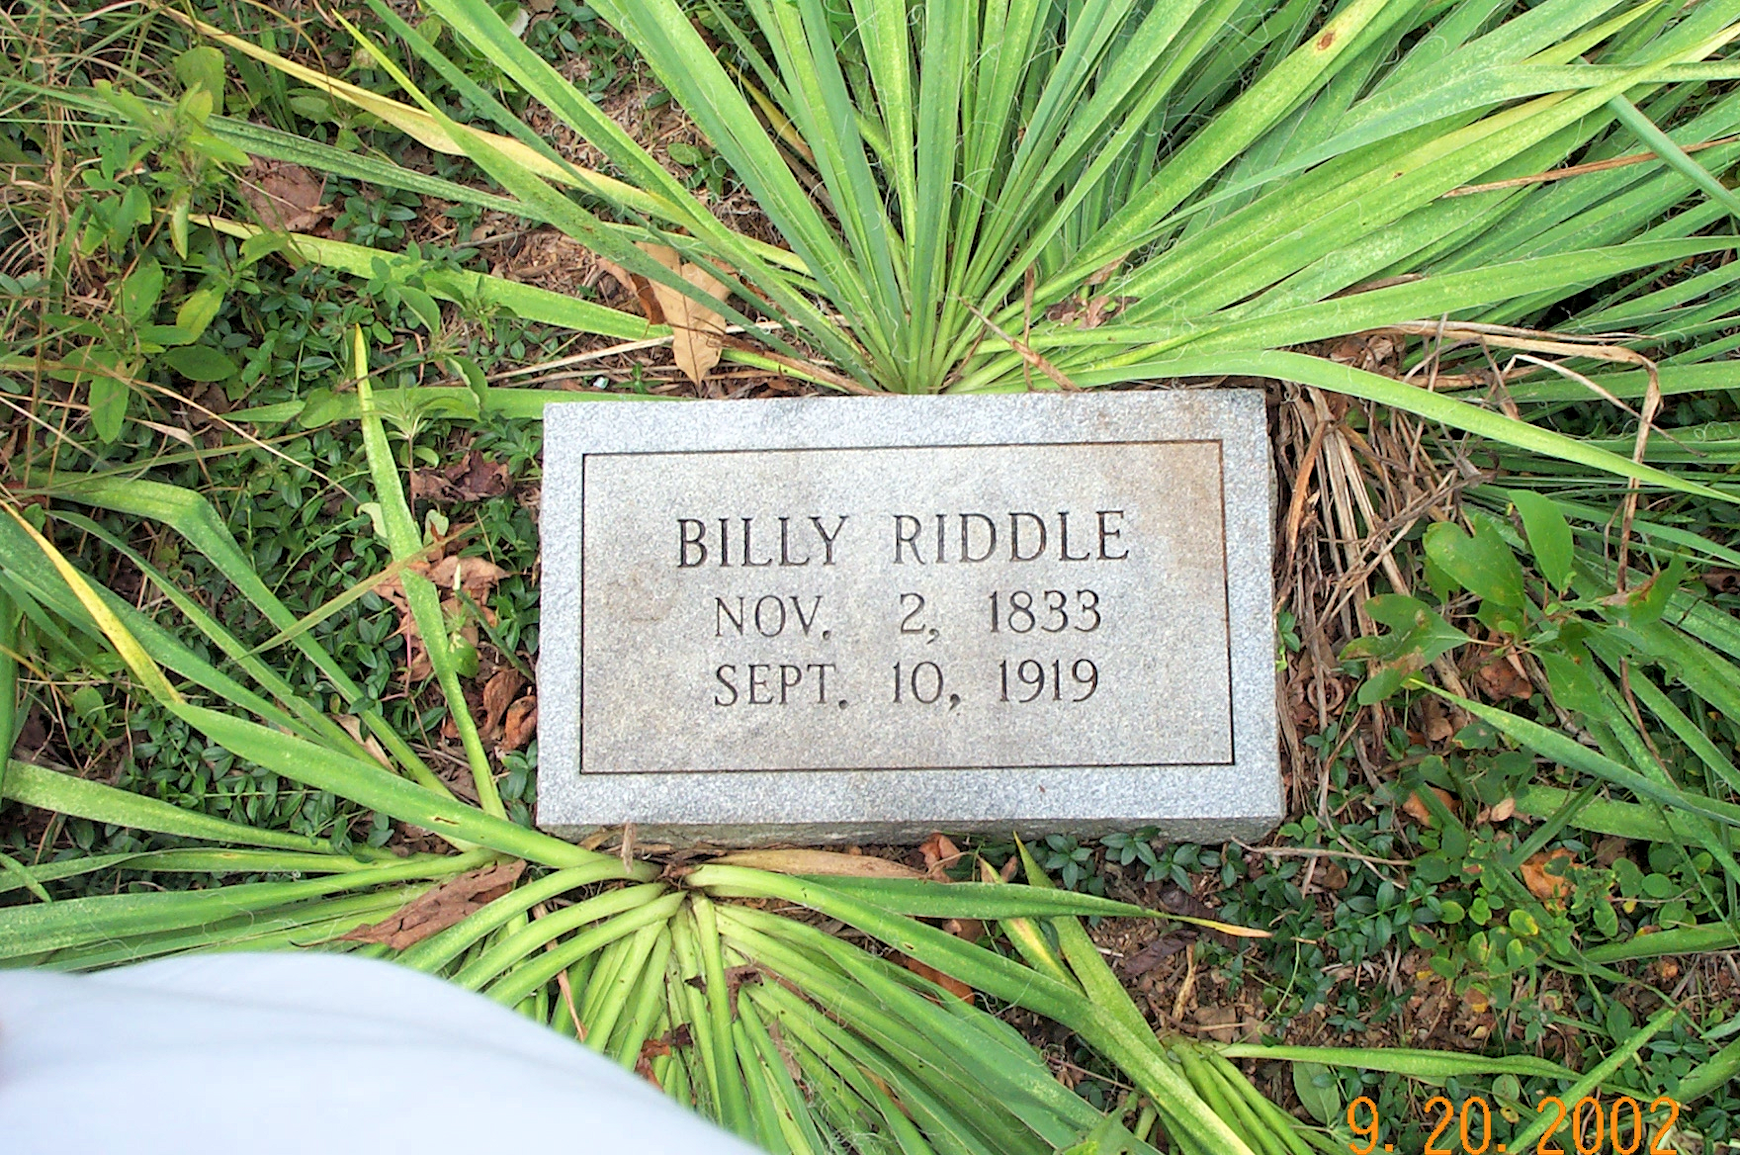 BILLY RIDDLE
NOV. 2, 1833
SEPT. 10, 1919
9. 20. 2002